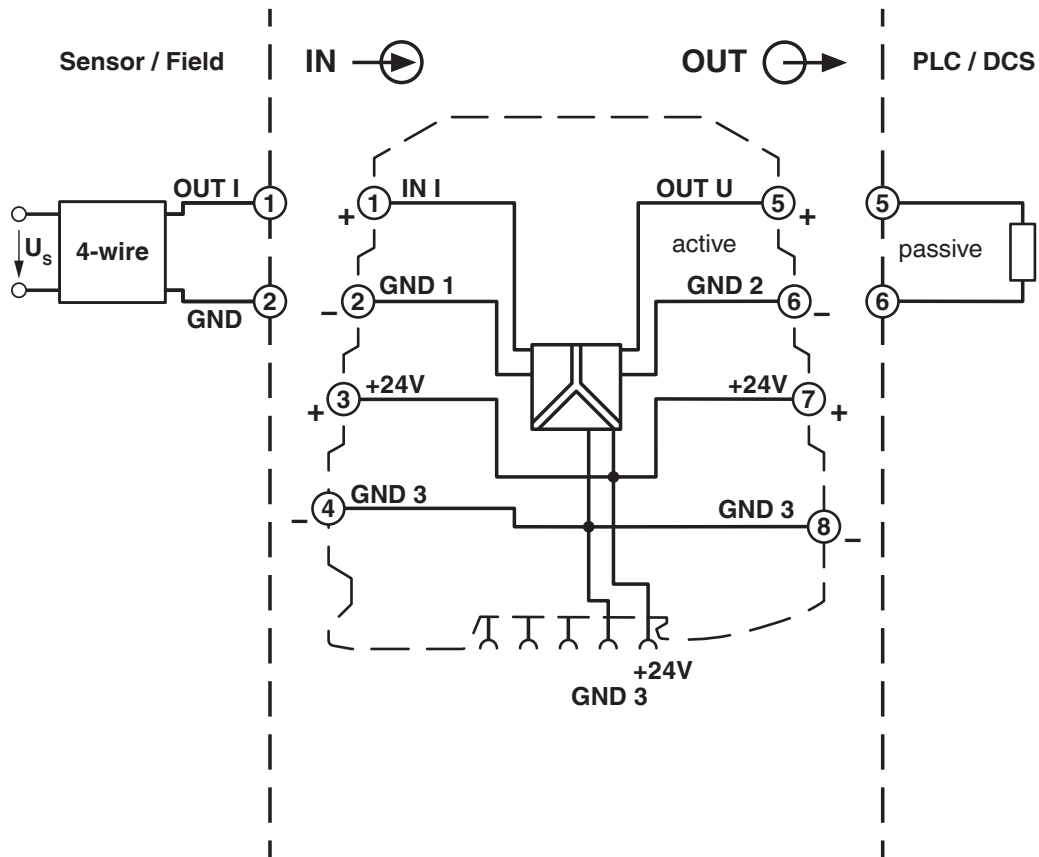 Sensor / Field
IN
OUT
PLC / DCS
OUT I
1
4-wire
Us
2
GND
1
IN I
+
OUT U
5
+
active
2
GND 1
–
GND 2
6
–
3
+24V
+
+24V
7
+
4
GND 3
–
GND 3
8
–
+24V
GND 3
5
passive
6